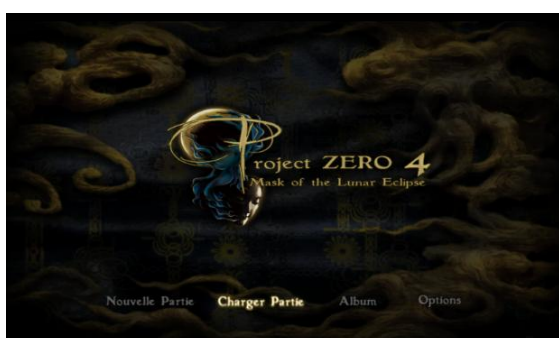 Project ZERO 4
Mask of the Lunar Eclipse
Nouvelle Partie Charger Partie Album Options